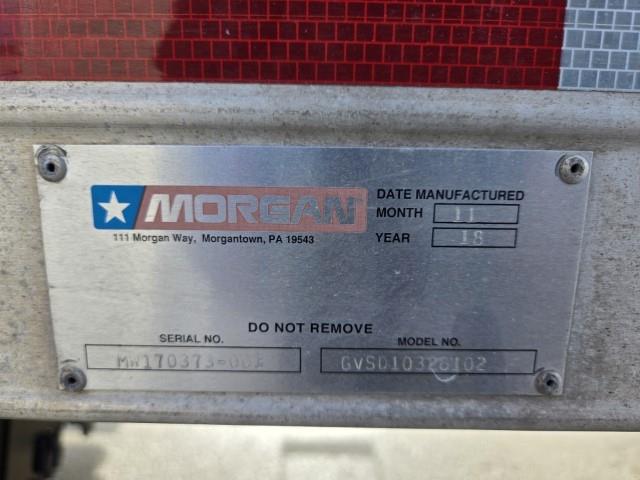 MORGAN
111 Morgan Way, Morgantown, PA 19543
DATE MANUFACTURED
MONTH 11
YEAR 18
DO NOT REMOVE
SERIAL NO.
MODEL NO.